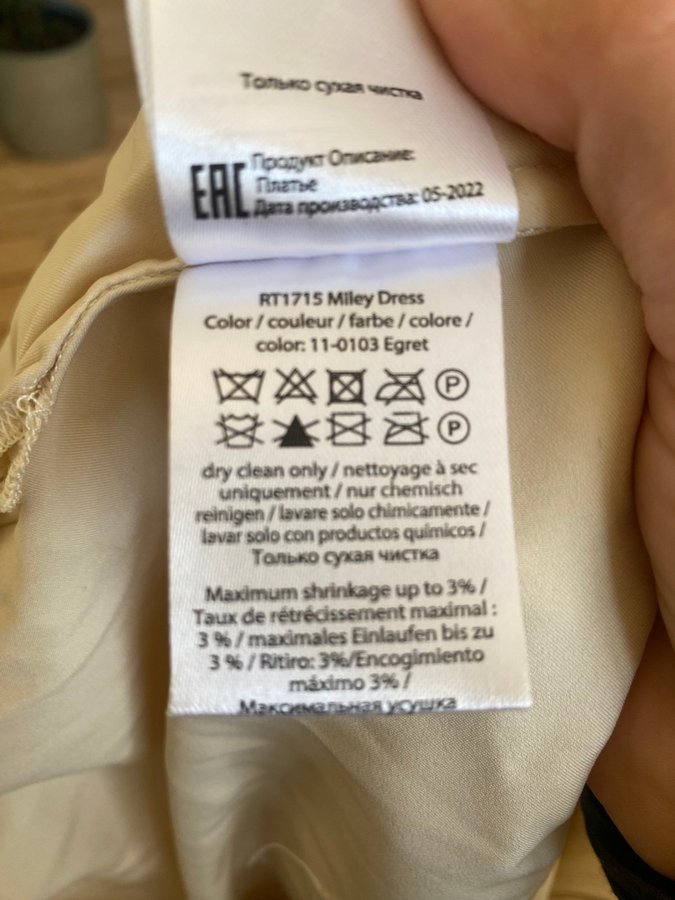 Только сухая чистка
EAC
Продукт Описание:
Платье
Дата производства: 05-2022
RT1715 Miley Dress
Color / couleur / farbe / colore /
color: 11-0103 Egret
P
P
dry clean only / nettoyage à sec
uniquement / nur chemisch
reinigen / lavare solo chimicamente /
lavar solo con productos químicos /
Только сухая чистка
Maximum shrinkage up to 3% /
Taux de rétrécissement maximal :
3 % / maximales Einlaufen bis zu
3 % / Ritiro: 3%/Encogimiento
máximo 3% /
Максимальная усушка